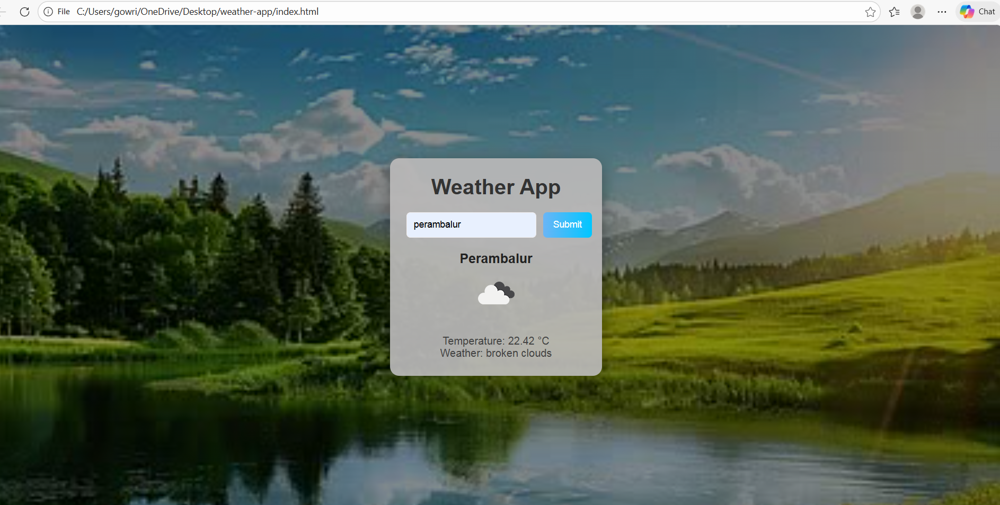 File C:/Users/gowri/OneDrive/Desktop/weather-app/index.html
Chat
Weather App
perambalur
Submit
Perambalur
Temperature: 22.42 °C
Weather: broken clouds